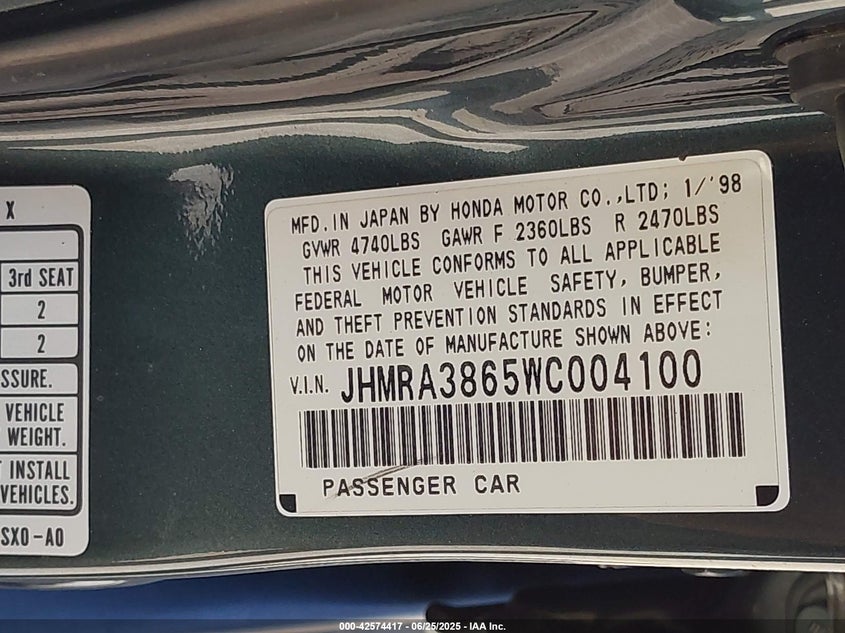 X
3rd SEAT
2
2
SSURE.
VEHICLE
WEIGHT.
INSTALL
VEHICLES.
SX0-A0
MFD.IN JAPAN BY HONDA MOTOR CO.,LTD; 1/'98
GVWR 4740LBS GAWR F 2360LBS R 2470LBS
THIS VEHICLE CONFORMS TO ALL APPLICABLE
FEDERAL MOTOR VEHICLE SAFETY, BUMPER,
AND THEFT PREVENTION STANDARDS IN EFFECT
ON THE DATE OF MANUFACTURE SHOWN ABOVE:
V.I.N. JHMRA3865WC004100
PASSENGER CAR
000-42574417 - 06/25/2025 - IAA Inc.